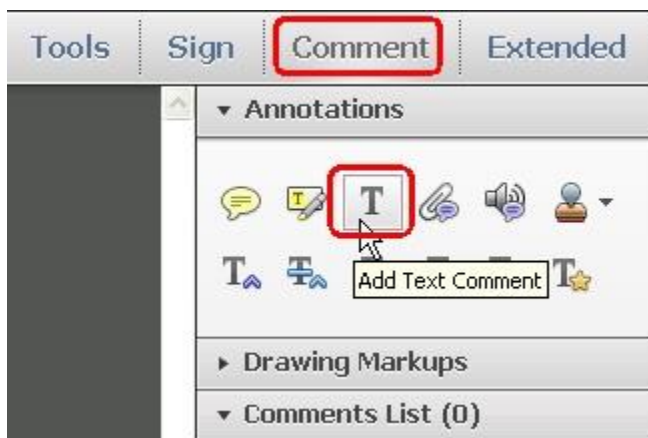 Tools Sign Comment Extended
Annotations
T T
Add Text Comment
T T T
Drawing Markups
Comments List (0)